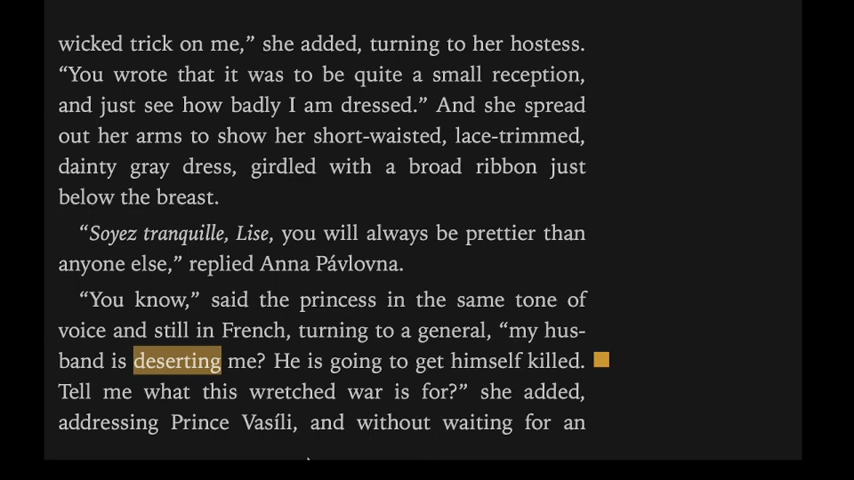 wicked trick on me,” she added, turning to her hostess.
“You wrote that it was to be quite a small reception,
and just see how badly I am dressed.” And she spread
out her arms to show her short-waisted, lace-trimmed,
dainty gray dress, girdled with a broad ribbon just
below the breast.
“Soyez tranquille, Lise, you will always be prettier than
anyone else,” replied Anna Pávlovna.
“You know,” said the princess in the same tone of
voice and still in French, turning to a general, “my hus-
band is deserting me? He is going to get himself killed.
Tell me what this wretched war is for?” she added,
addressing Prince Vasíli, and without waiting for an